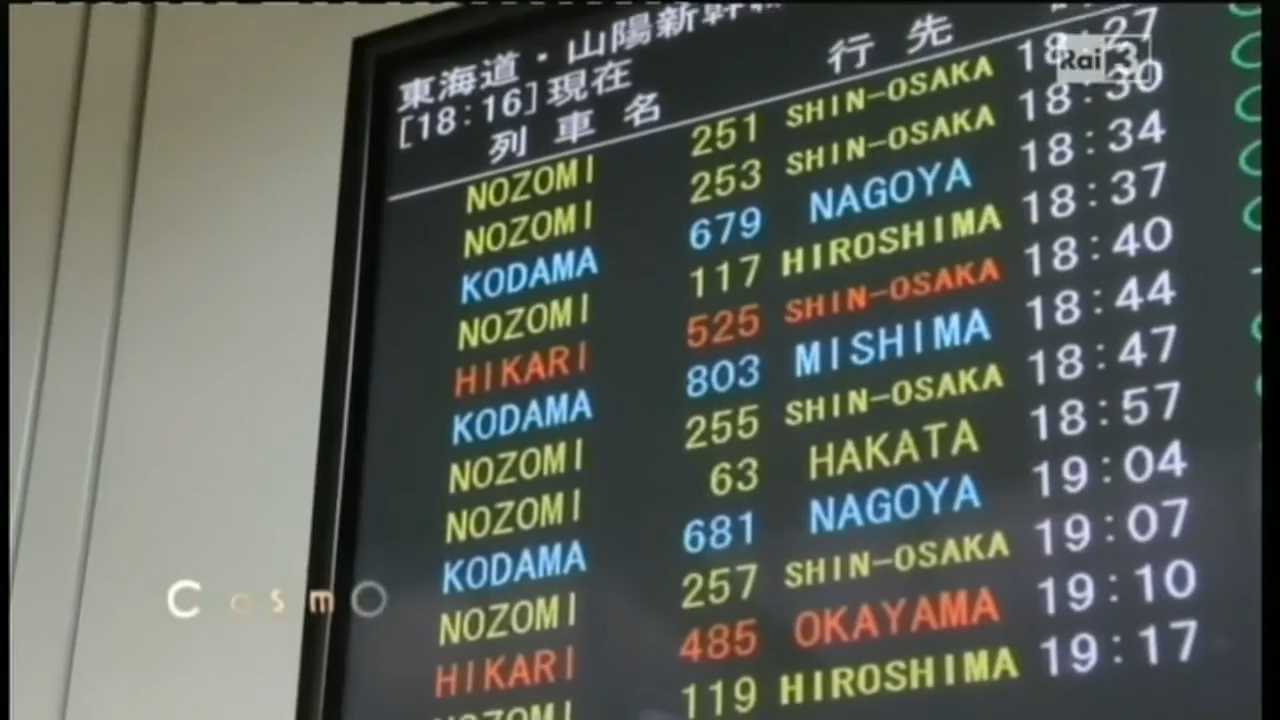 東海道・山陽新幹
[18:16]現在
列車名 行先
NOZOMI 251 SHIN-OSAKA 18:27
NOZOMI 253 SHIN-OSAKA 18:30
KODAMA 679 NAGOYA 18:34
NOZOMI 117 HIROSHIMA 18:37
HIKARI 525 SHIN-OSAKA 18:40
KODAMA 803 MISHIMA 18:44
NOZOMI 255 SHIN-OSAKA 18:47
NOZOMI 63 HAKATA 18:57
KODAMA 681 NAGOYA 19:04
NOZOMI 257 SHIN-OSAKA 19:07
HIKARI 485 OKAYAMA 19:10
NOZOMI 119 HIROSHIMA 19:17
Rai 3
CosmO